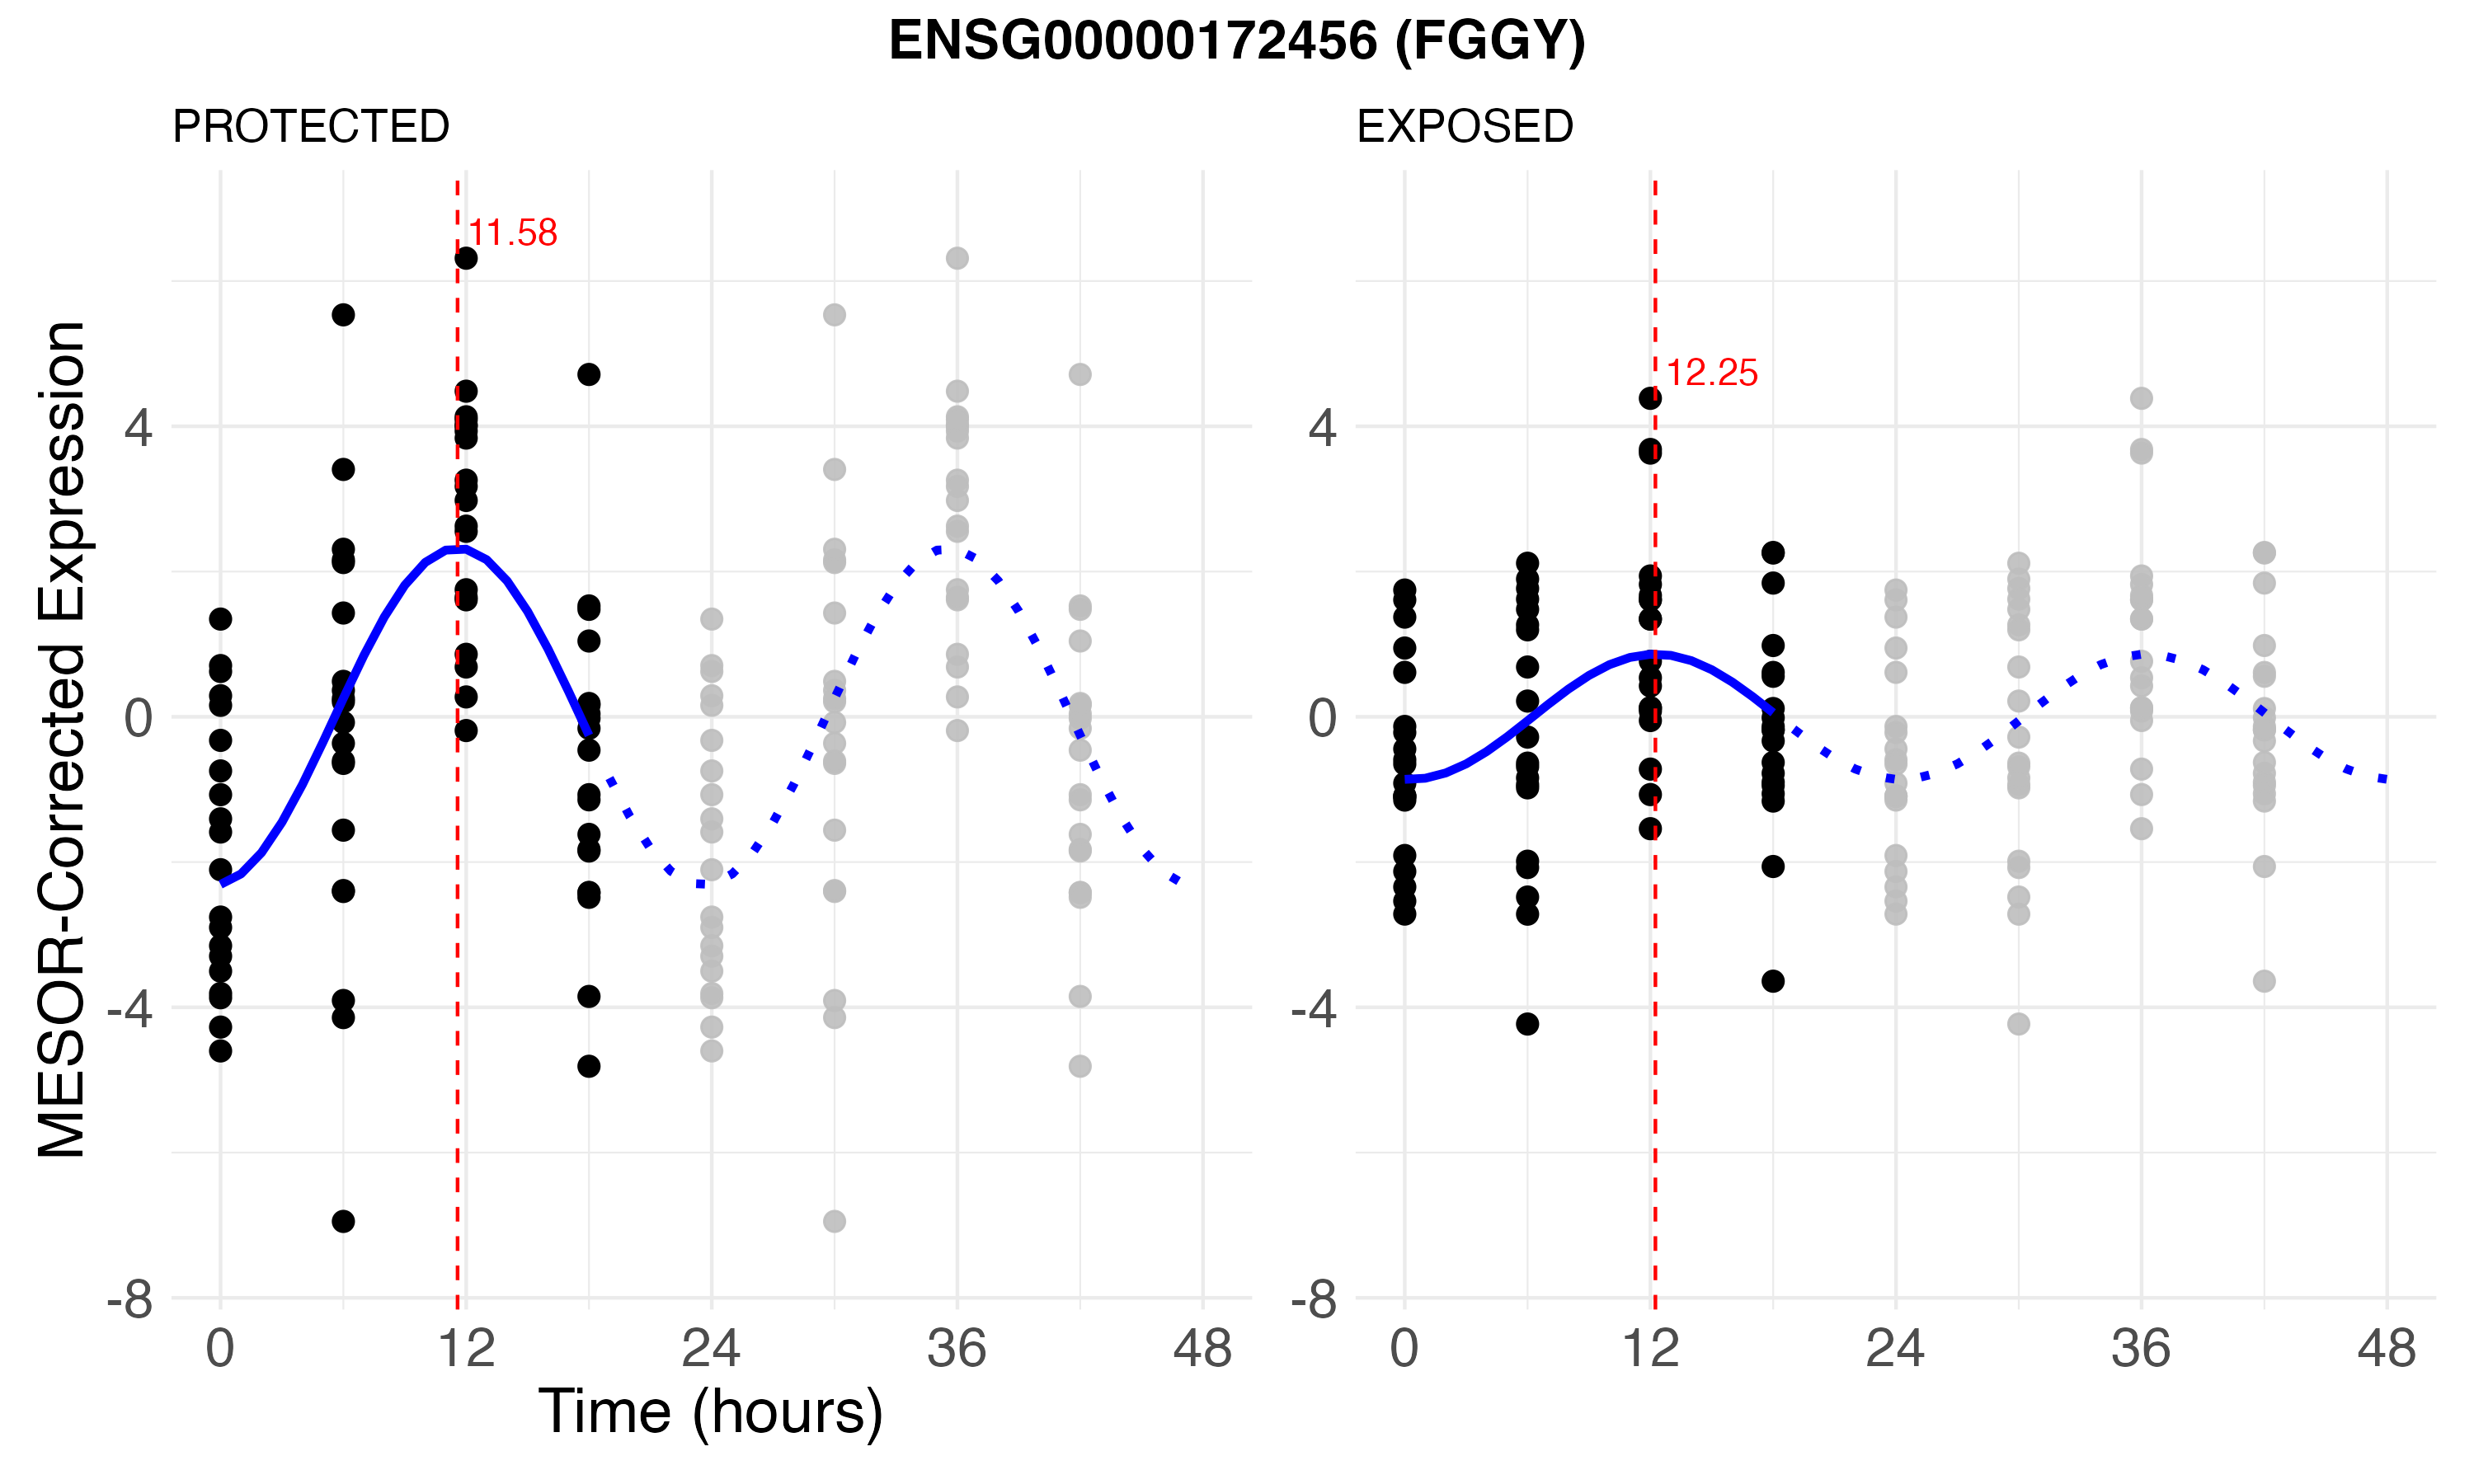 ENSG00000172456 (FGGY)
PROTECTED
EXPOSED
MESOR-Corrected Expression
11.58
12.25
4
0
-4
-8
4
0
-4
-8
0 12 24 36 48
0 12 24 36 48
Time (hours)